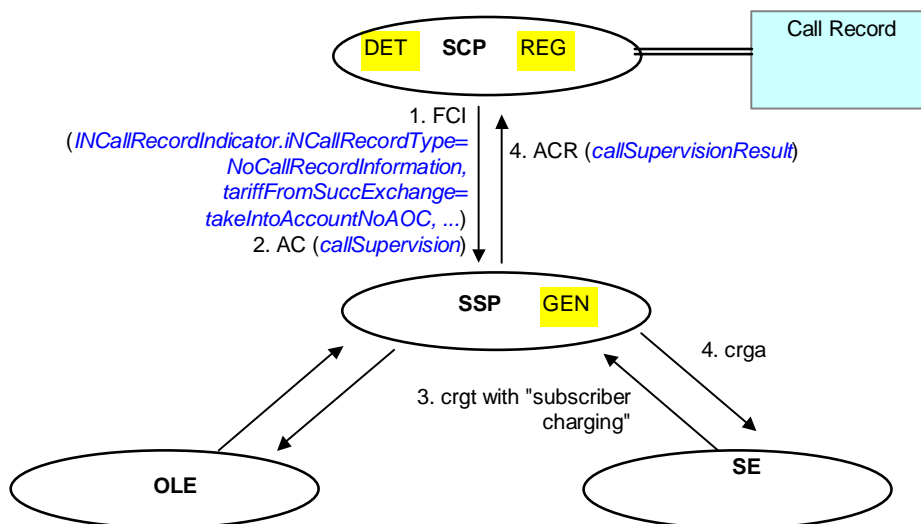 DET SCP REG
Call Record
1. FCI
(INCallRecordIndicator.iNCallRecordType=
NoCallRecordInformation,
tariffFromSuccExchange=
takeIntoAccountNoAOC, ...)
2. AC (callSupervision)
4. ACR (callSupervisionResult)
SSP GEN
4. crga
3. crgt with "subscriber
charging"
OLE
SE